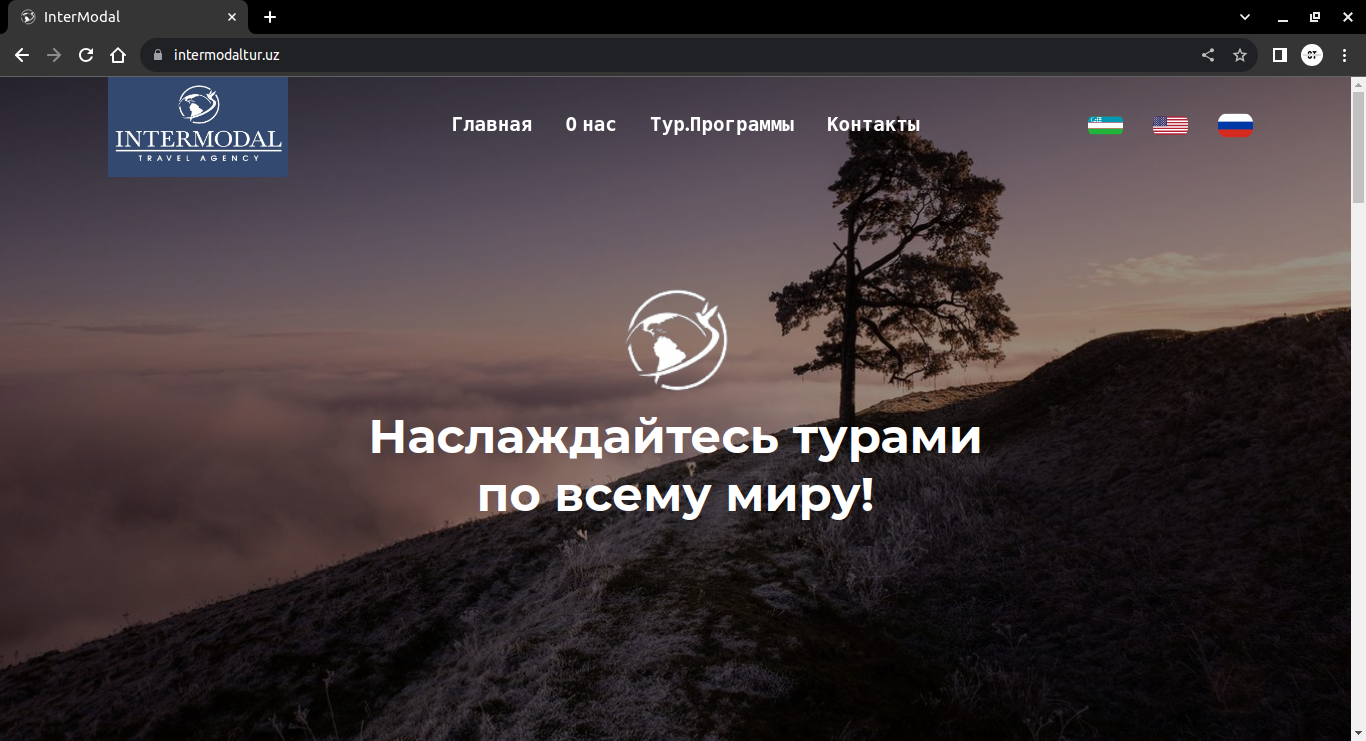 InterModal
intermodaltur.uz
INTERMODAL
TRAVEL AGENCY
Главная О нас Тур.Программы Контакты
Наслаждайтесь турами
по всему миру!